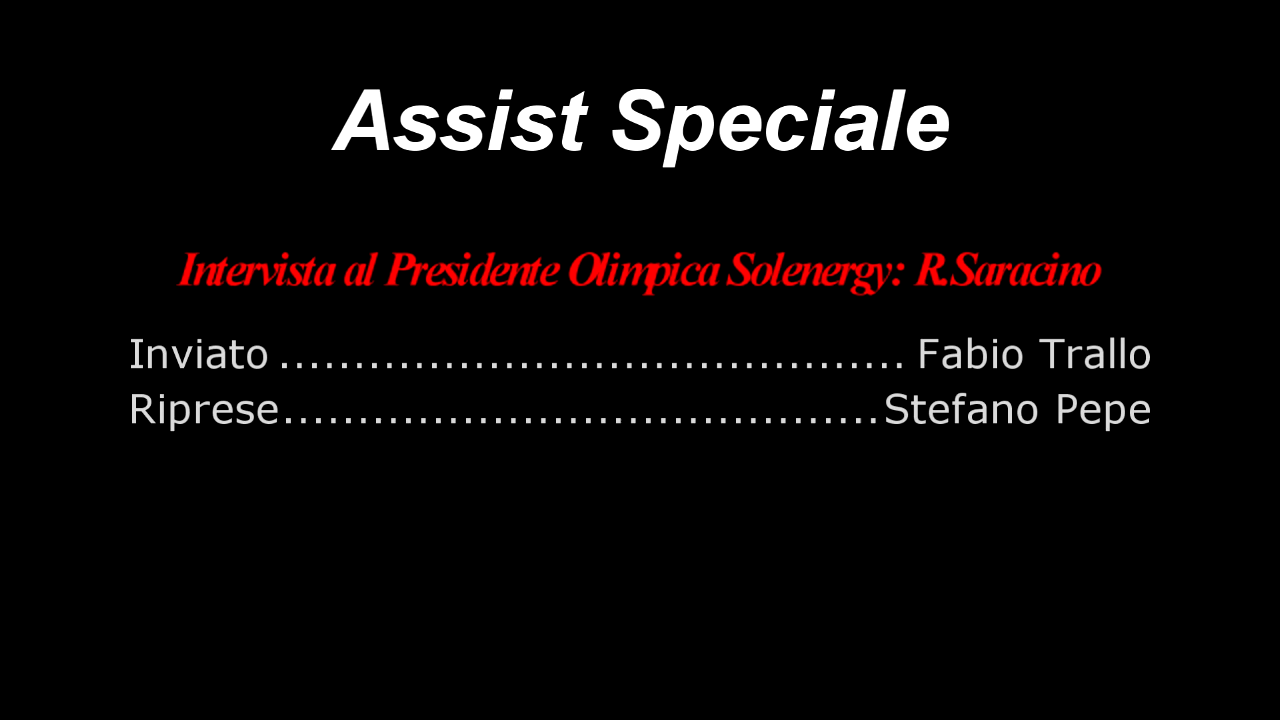 Assist Speciale
Intervista al Presidente Olimpica Solenergy: R.Saracino
Inviato .......................................... Fabio Trallo
Riprese........................................Stefano Pepe